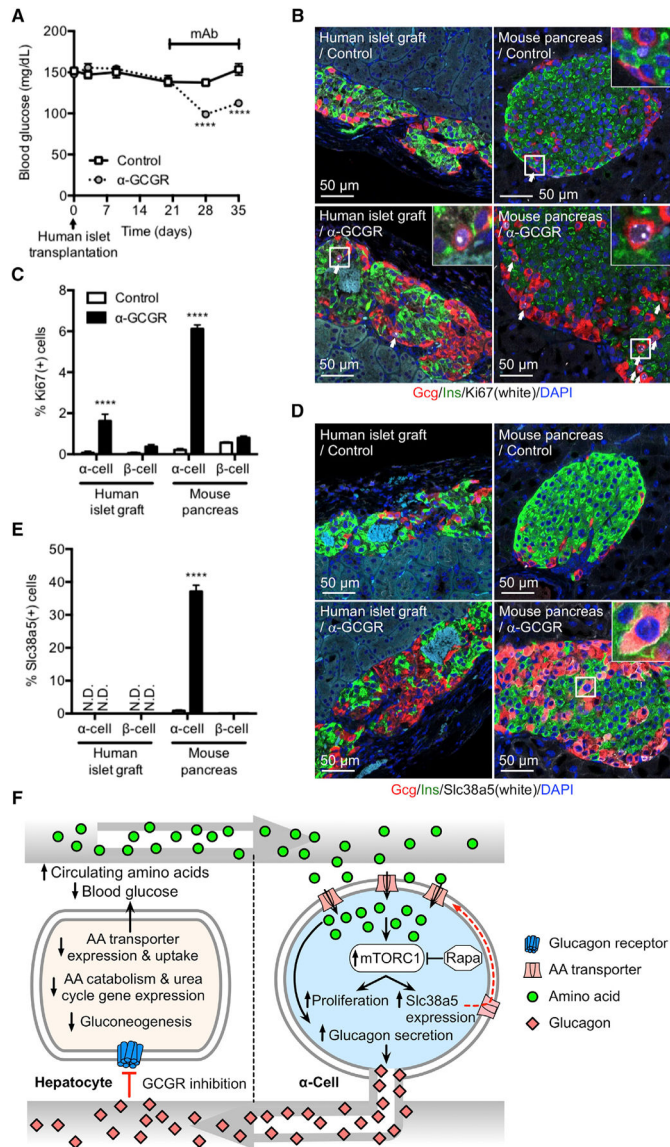 A
mAb
Blood glucose (mg/dL)
200
150
100
50
0
****
****
Control
α-GCGR
0 7 14 21 28 35
Time (days)
Human islet
transplantation
B
Human islet graft
/ Control
50 µm
Mouse pancreas
/ Control
50 µm
Human islet graft
/ α-GCGR
50 µm
Mouse pancreas
/ α-GCGR
50 µm
Gcg/Ins/Ki67(white)/DAPI
C
Control
α-GCGR
% Ki67(+) cells
8
6
4
2
0
****
****
α-cell β-cell α-cell β-cell
Human
islet graft
Mouse
pancreas
D
Human islet graft
/ Control
50 µm
Mouse pancreas
/ Control
50 µm
Human islet graft
/ α-GCGR
50 µm
Mouse pancreas
/ α-GCGR
50 µm
Gcg/Ins/Slc38a5(white)/DAPI
E
% Slc38a5(+) cells
50
40
30
20
10
0
N.D.
N.D.
N.D.
N.D.
****
α-cell β-cell α-cell β-cell
Human
islet graft
Mouse
pancreas
F
Circulating amino acids
Blood glucose
AA transporter
expression & uptake
AA catabolism & urea
cycle gene expression
Gluconeogenesis
Hepatocyte
GCGR inhibition
mTORC1
Rapa
Proliferation
Slc38a5
expression
Glucagon secretion
α-Cell
Glucagon receptor
AA transporter
Amino acid
Glucagon